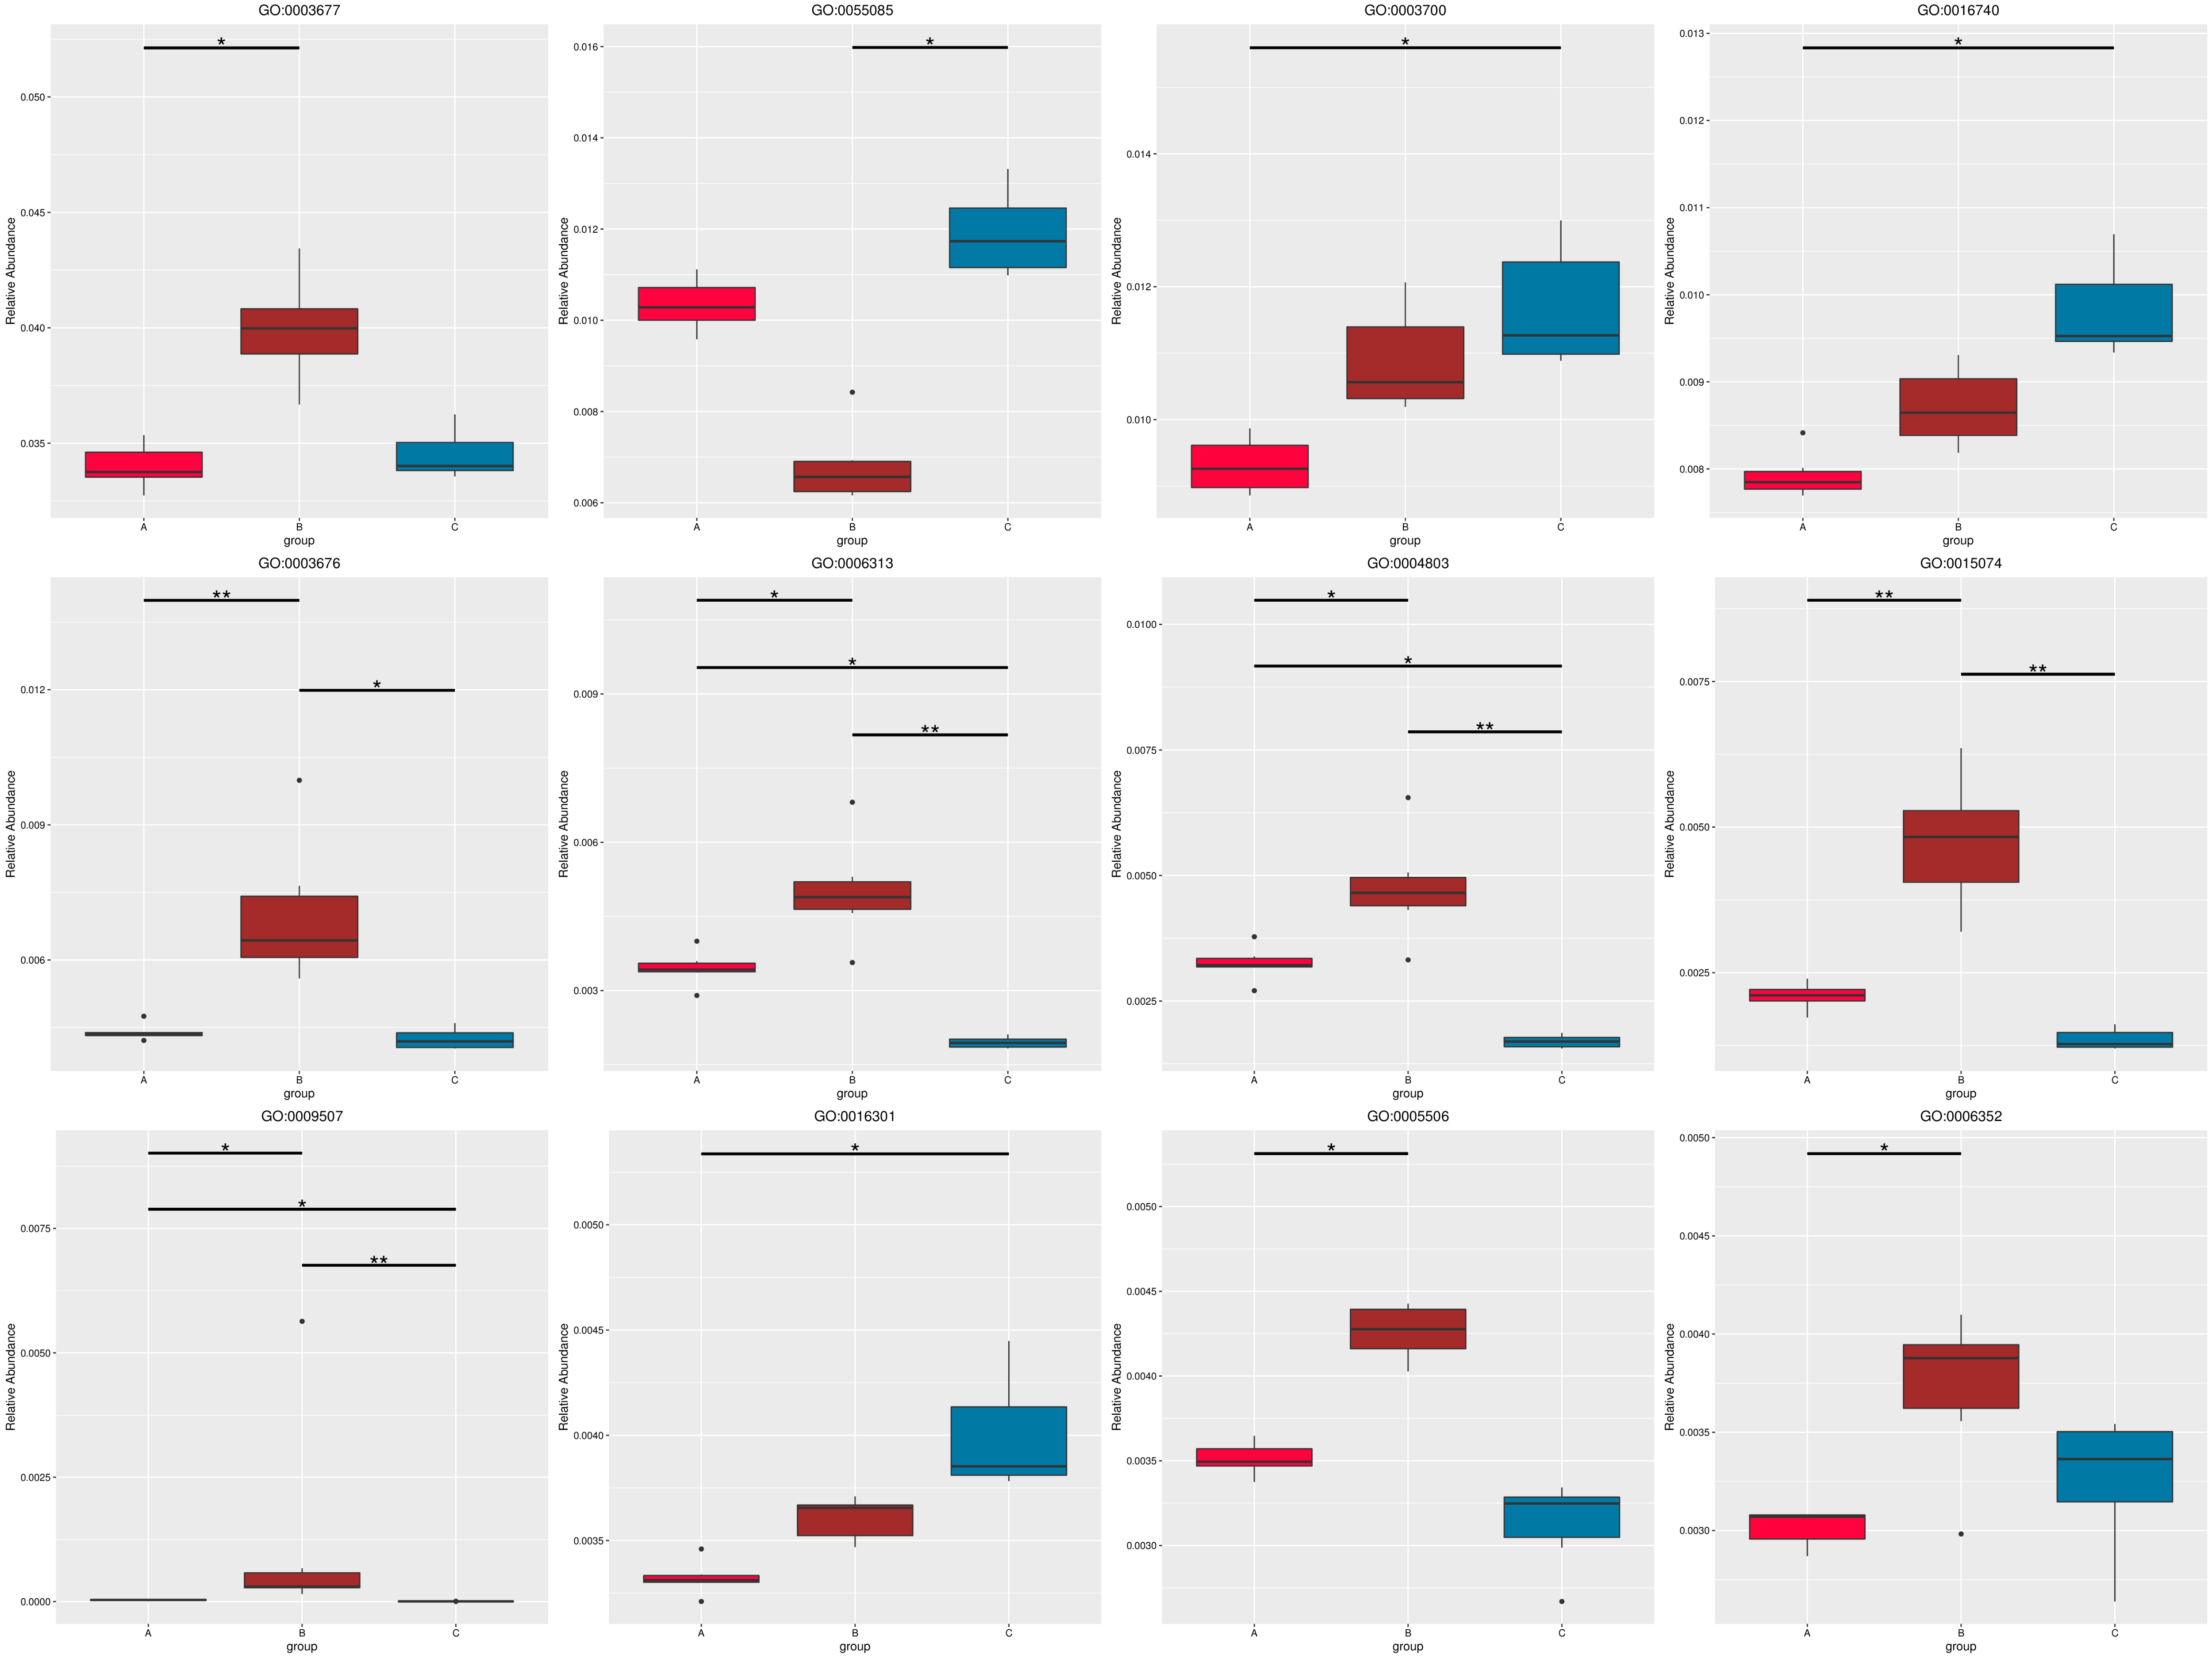 GO:0003677
*
0.050
0.045
0.040
0.035
Relative Abundance
A B C
group
GO:0055085
*
0.016
0.014
0.012
0.010
0.008
0.006
Relative Abundance
A B C
group
GO:0003700
*
0.014
0.012
0.010
Relative Abundance
A B C
group
GO:0016740
*
0.013
0.012
0.011
0.010
0.009
0.008
Relative Abundance
A B C
group
GO:0003676
**
*
0.012
0.009
0.006
Relative Abundance
A B C
group
GO:0006313
*
*
**
0.009
0.006
0.003
Relative Abundance
A B C
group
GO:0004803
*
*
**
0.0100
0.0075
0.0050
0.0025
Relative Abundance
A B C
group
GO:0015074
**
**
0.0075
0.0050
0.0025
Relative Abundance
A B C
group
GO:0009507
*
*
**
0.0075
0.0050
0.0025
0.0000
Relative Abundance
A B C
group
GO:0016301
*
0.0050
0.0045
0.0040
0.0035
Relative Abundance
A B C
group
GO:0005506
*
0.0050
0.0045
0.0040
0.0035
0.0030
Relative Abundance
A B C
group
GO:0006352
*
0.0050
0.0045
0.0040
0.0035
0.0030
Relative Abundance
A B C
group